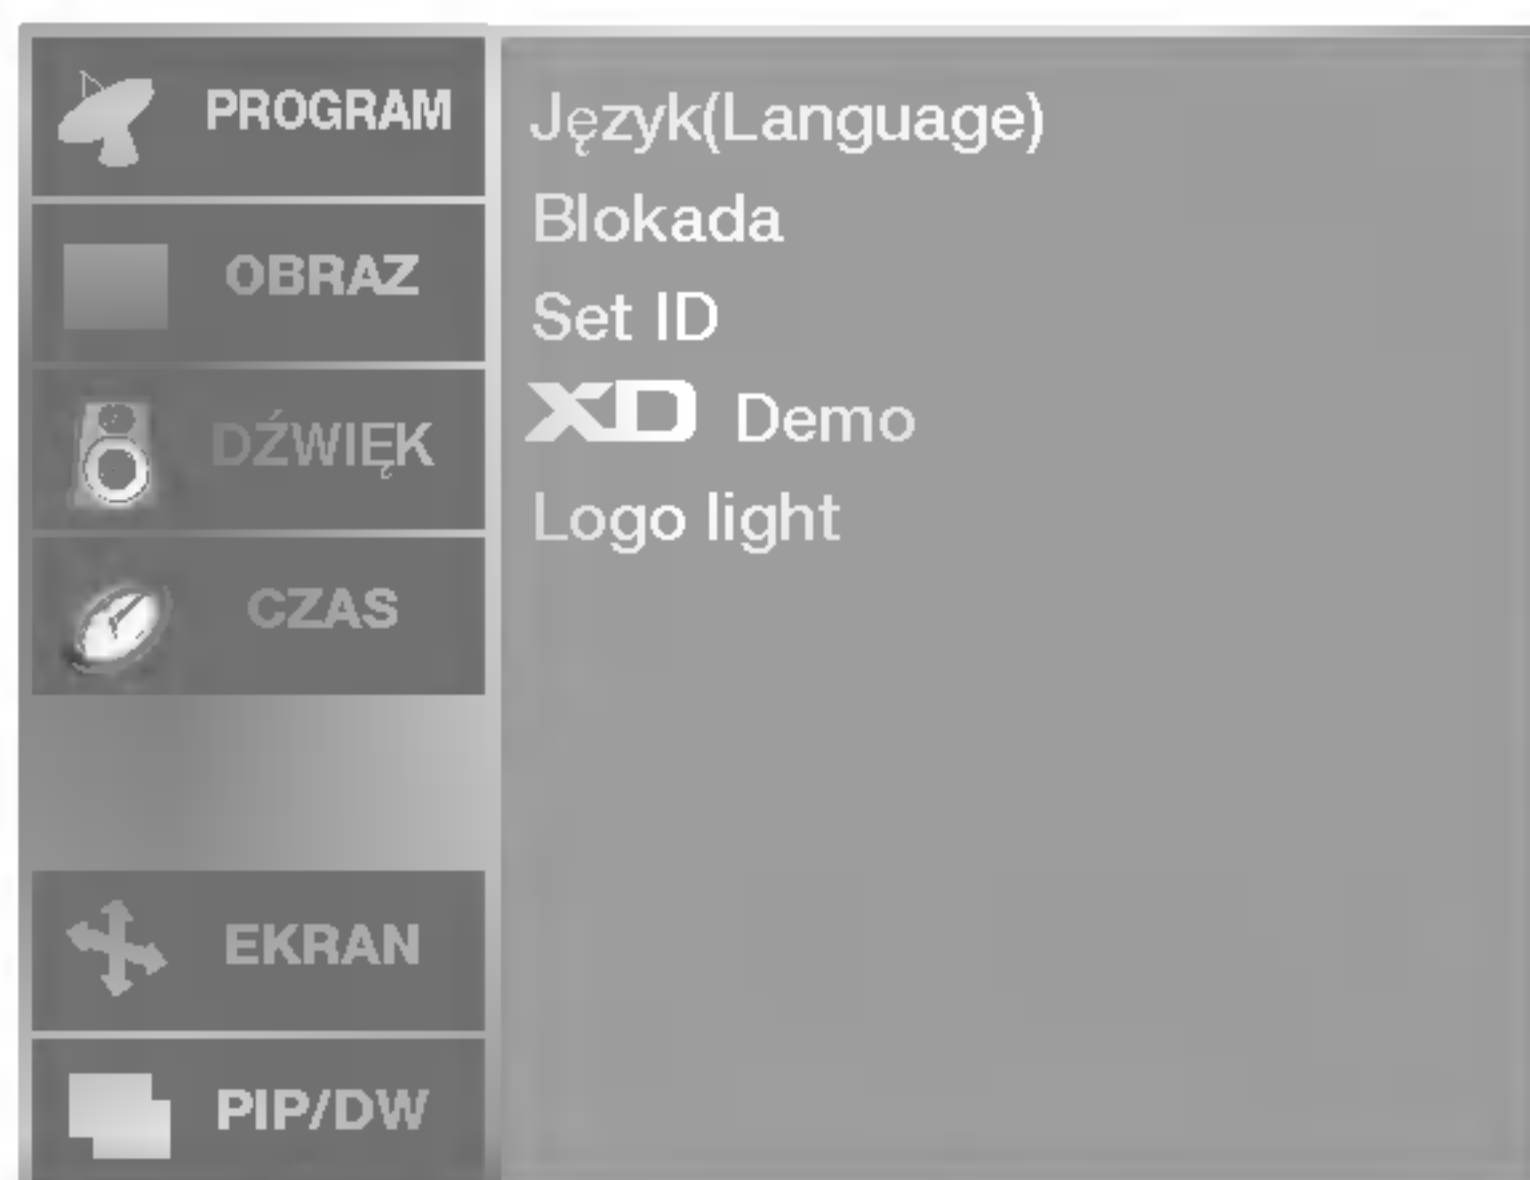 PROGRAM
OBRAZ
DŹWIĘK
CZAS
EKRAN
PIP/DW
Język(Language)
Blokada
Set ID
XD Demo
Logo light